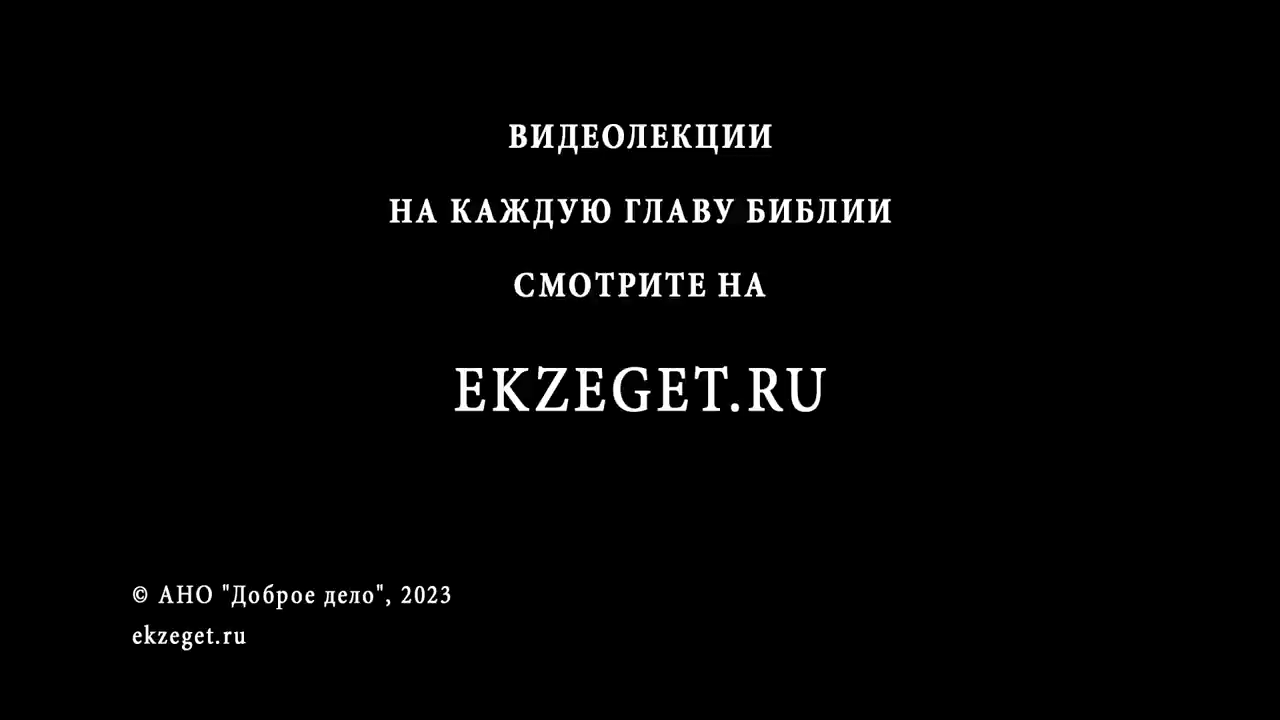 ВИДЕОЛЕКЦИИ
НА КАЖДУЮ ГЛАВУ БИБЛИИ
СМОТРИТЕ НА
EKZEGET.RU
© АНО "Доброе дело", 2023
ekzeget.ru